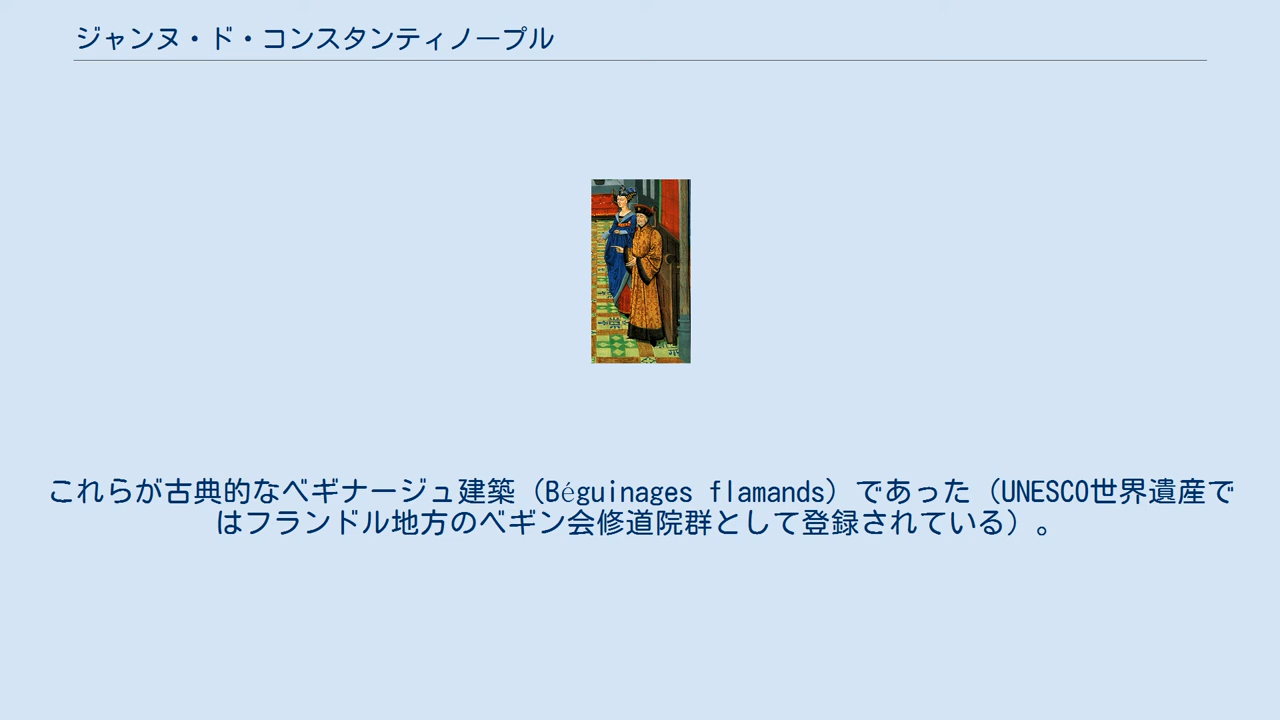 ジャンヌ・ド・コンスタンティノープル
これらが古典的なベギナージュ建築（Béguinages flamands）であった（UNESCO世界遺産で
はフランドル地方のベギン会修道院群として登録されている）。